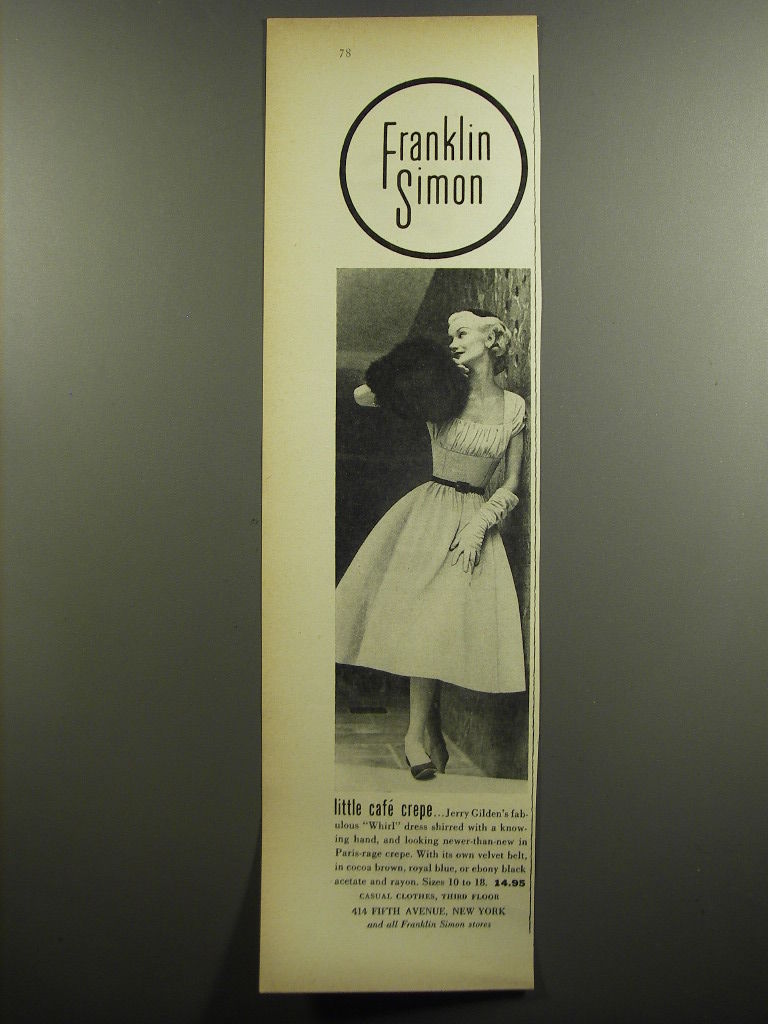 78
Franklin
Simon
little café crepe...Jerry Gilden's fab-
ulous "Whirl" dress shirred with a know-
ing hand, and looking newer-than-new in
Paris-rage crepe. With its own velvet belt,
in cocoa brown, royal blue, or ebony black
acetate and rayon. Sizes 10 to 18. 14.95
CASUAL CLOTHES, THIRD FLOOR
414 FIFTH AVENUE, NEW YORK
and all Franklin Simon stores